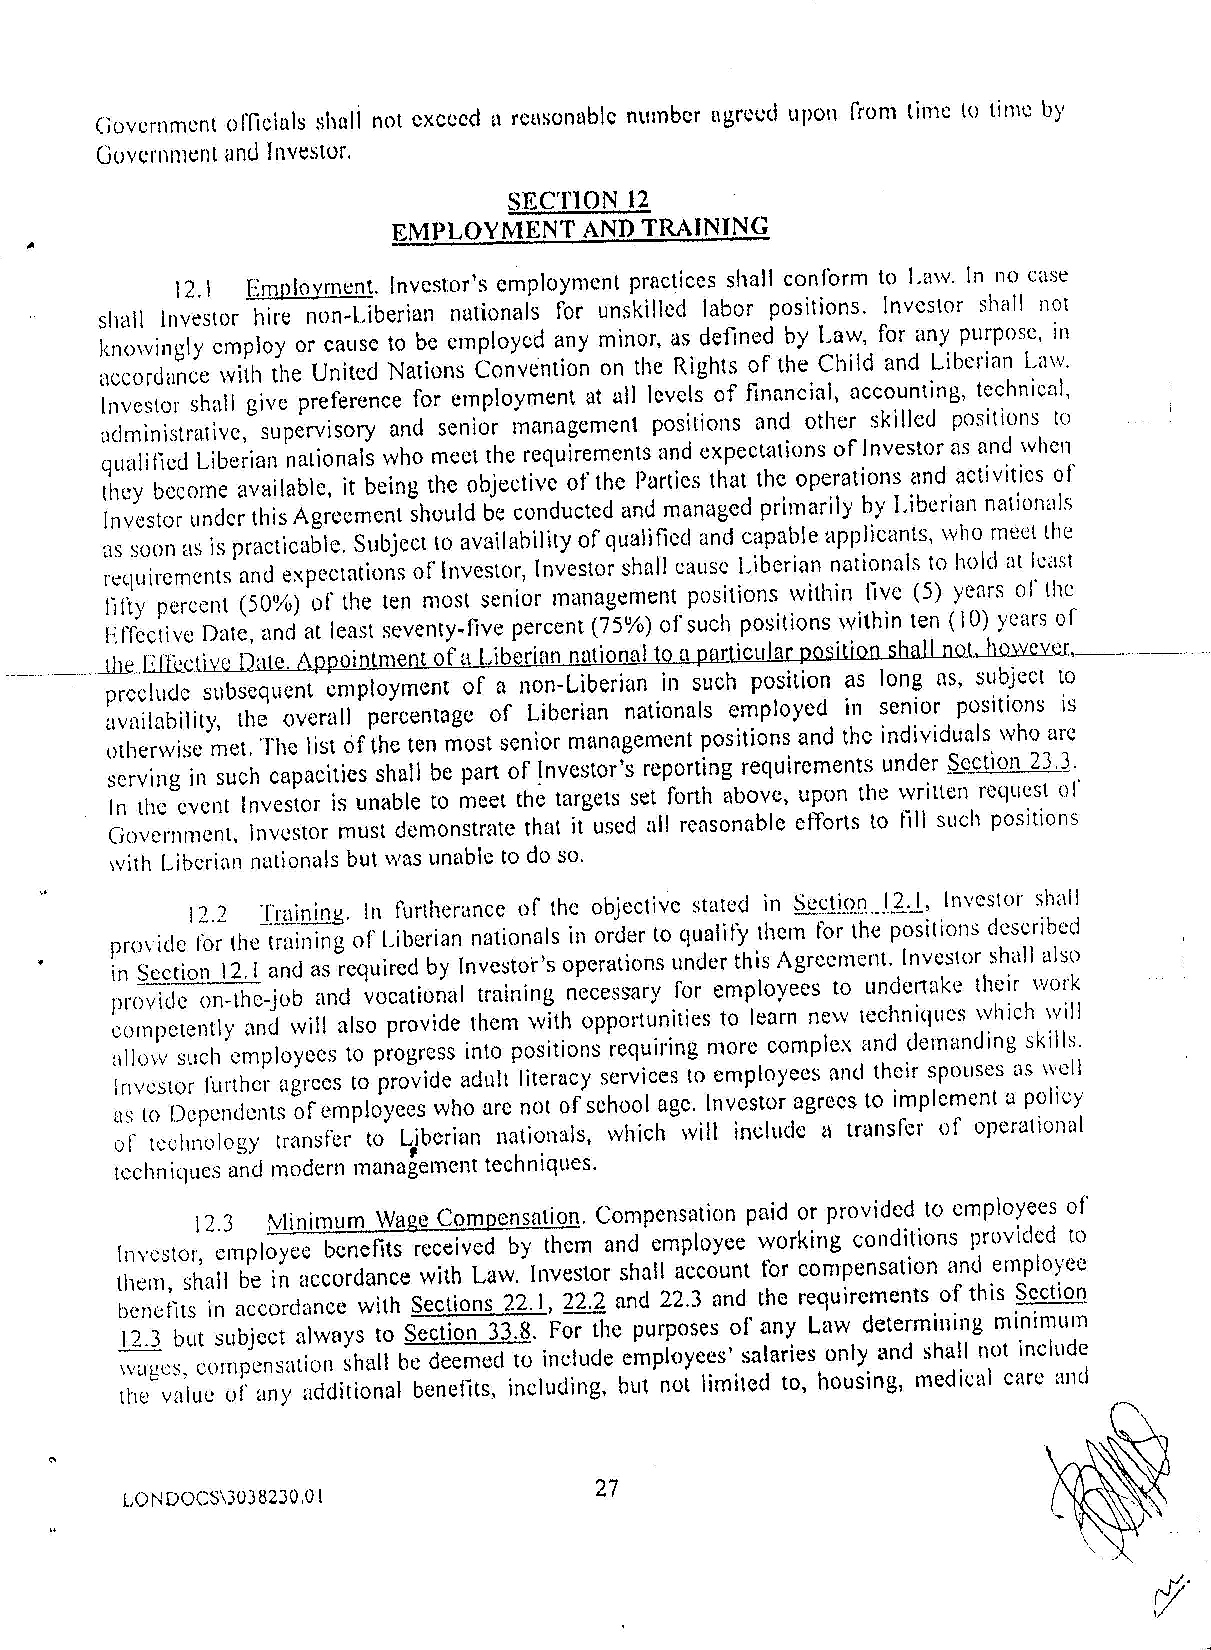 Government officials shall not exceed a reasonable number agreed upon from time to time by
Government and Investor.
SECTION 12
EMPLOYMENT AND TRAINING
12.1 Employment. Investor's employment practices shall conform to Law. In no case
shall Investor hire non-Liberian nationals for unskilled labor positions. Investor shall not
knowingly employ or cause to be employed any minor, as defined by Law, for any purpose, in
accordance with the United Nations Convention on the Rights of the Child and Liberian Law.
Investor shall give preference for employment at all levels of financial, accounting, technical,
administrative, supervisory and senior management positions and other skilled positions to
qualified Liberian nationals who meet the requirements and expectations of Investor as and when
they become available, it being the objective of the Parties that the operations and activities of
Investor under this Agreement should be conducted and managed primarily by Liberian nationals
as soon as is practicable. Subject to availability of qualified and capable applicants, who meet the
requirements and expectations of Investor, Investor shall cause Liberian nationals to hold at least
fifty percent (50%) of the ten most senior management positions within five (5) years of the
Effective Date, and at least seventy-five percent (75%) of such positions within ten (10) years of
the Effective Date. Appointment of a Liberian national to a particular position shall not, however,
preclude subsequent employment of a non-Liberian in such position as long as, subject to
availability, the overall percentage of Liberian nationals employed in senior positions is
otherwise met. The list of the ten most senior management positions and the individuals who are
serving in such capacities shall be part of Investor's reporting requirements under Section 23.3.
In the event Investor is unable to meet the targets set forth above, upon the written request of
Government, Investor must demonstrate that it used all reasonable efforts to fill such positions
with Liberian nationals but was unable to do so.
12.2 Training. In furtherance of the objective stated in Section 12.1, Investor shall
provide for the training of Liberian nationals in order to qualify them for the positions described
in Section 12.1 and as required by Investor's operations under this Agreement. Investor shall also
provide on-the-job and vocational training necessary for employees to undertake their work
competently and will also provide them with opportunities to learn new techniques which will
allow such employees to progress into positions requiring more complex and demanding skills.
Investor further agrees to provide adult literacy services to employees and their spouses as well
as to Dependents of employees who are not of school age. Investor agrees to implement a policy
of technology transfer to Liberian nationals, which will include a transfer of operational
techniques and modern management techniques.
12.3 Minimum Wage Compensation. Compensation paid or provided to employees of
Investor, employee benefits received by them and employee working conditions provided to
them, shall be in accordance with Law. Investor shall account for compensation and employee
benefits in accordance with Sections 22.1, 22.2 and 22.3 and the requirements of this Section
12.3 but subject always to Section 33.8. For the purposes of any Law determining minimum
wages, compensation shall be deemed to include employees' salaries only and shall not include
the value of any additional benefits, including, but not limited to, housing, medical care and
LONDOCS\3038230.01
27